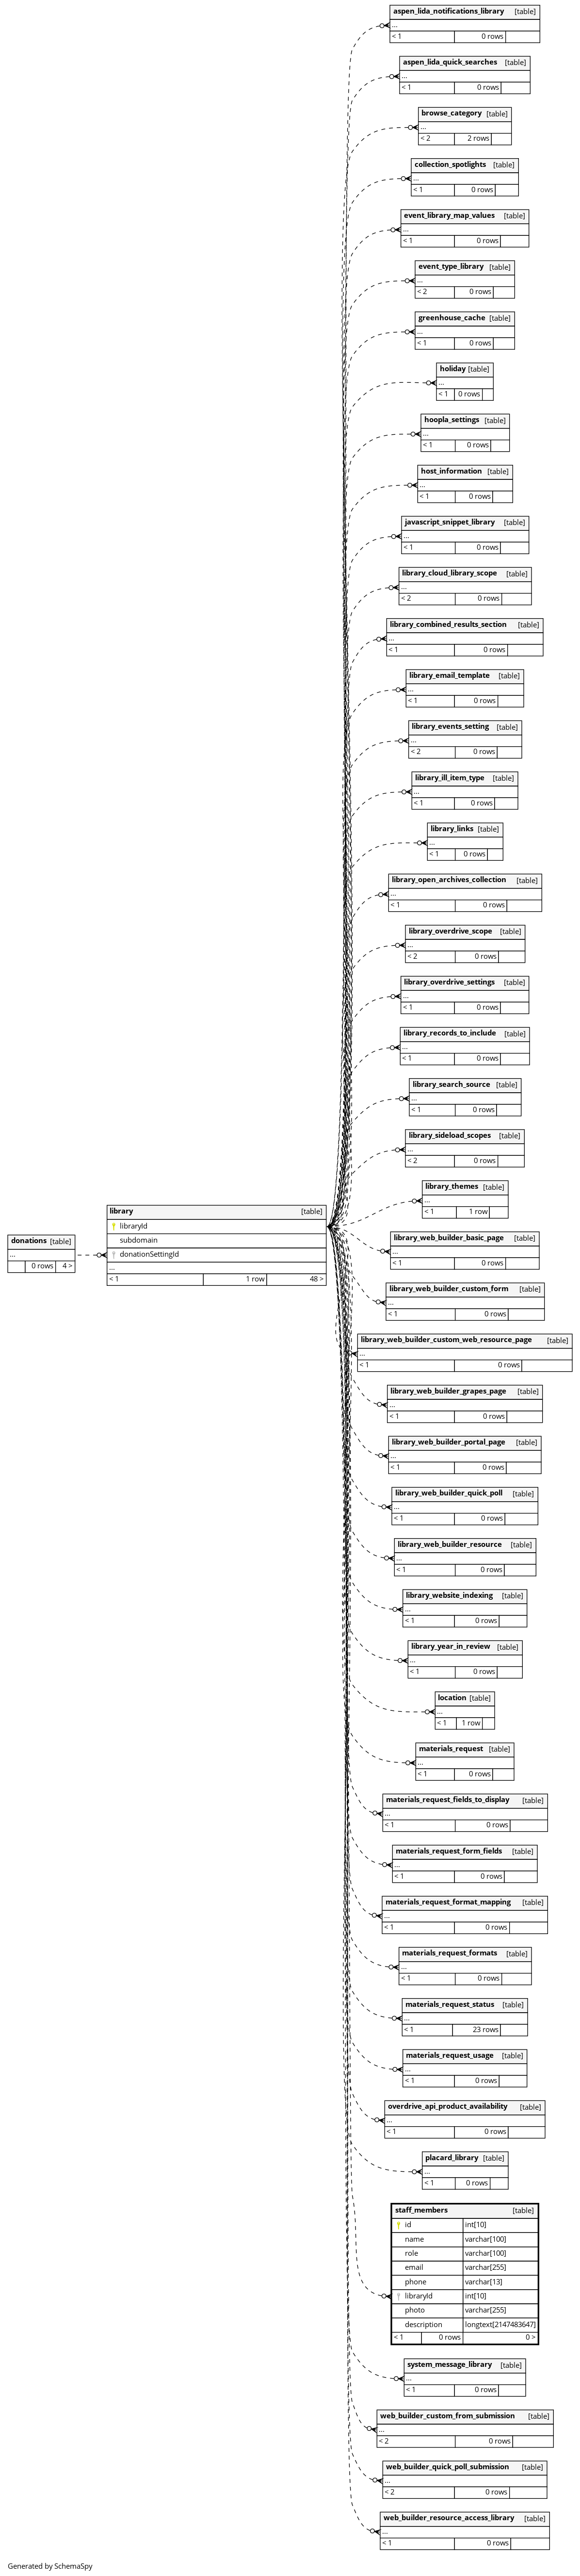 aspen_lida_notifications_library [table]
...
< 1 0 rows
aspen_lida_quick_searches [table]
...
< 1 0 rows
browse_category [table]
...
< 2 2 rows
collection_spotlights [table]
...
< 1 0 rows
event_library_map_values [table]
...
< 1 0 rows
event_type_library [table]
...
< 2 0 rows
greenhouse_cache [table]
...
< 1 0 rows
holiday [table]
...
< 1 0 rows
hoopla_settings [table]
...
< 1 0 rows
host_information [table]
...
< 1 0 rows
javascript_snippet_library [table]
...
< 1 0 rows
library_cloud_library_scope [table]
...
< 2 0 rows
library_combined_results_section [table]
...
< 1 0 rows
library_email_template [table]
...
< 1 0 rows
library_events_setting [table]
...
< 2 0 rows
library_ill_item_type [table]
...
< 1 0 rows
library_links [table]
...
< 1 0 rows
library_open_archives_collection [table]
...
< 1 0 rows
library_overdrive_scope [table]
...
< 2 0 rows
library_overdrive_settings [table]
...
< 1 0 rows
library_records_to_include [table]
...
< 1 0 rows
library_search_source [table]
...
< 1 0 rows
library_sideload_scopes [table]
...
< 2 0 rows
library_themes [table]
...
< 1 1 row
donations [table]
...
0 rows 4 >
library [table]
libraryId
subdomain
donationSettingId
...
< 1 1 row 48 >
library_web_builder_basic_page [table]
...
< 1 0 rows
library_web_builder_custom_form [table]
...
< 1 0 rows
library_web_builder_custom_web_resource_page [table]
...
< 1 0 rows
library_web_builder_grapes_page [table]
...
< 1 0 rows
library_web_builder_portal_page [table]
...
< 1 0 rows
library_web_builder_quick_poll [table]
...
< 1 0 rows
library_web_builder_resource [table]
...
< 1 0 rows
library_website_indexing [table]
...
< 1 0 rows
library_year_in_review [table]
...
< 1 0 rows
location [table]
...
< 1 1 row
materials_request [table]
...
< 1 0 rows
materials_request_fields_to_display [table]
...
< 1 0 rows
materials_request_form_fields [table]
...
< 1 0 rows
materials_request_format_mapping [table]
...
< 1 0 rows
materials_request_formats [table]
...
< 1 0 rows
materials_request_status [table]
...
< 1 23 rows
materials_request_usage [table]
...
< 1 0 rows
overdrive_api_product_availability [table]
...
< 1 0 rows
placard_library [table]
...
< 1 0 rows
staff_members [table]
id int[10]
name varchar[100]
role varchar[100]
email varchar[255]
phone varchar[13]
libraryId int[10]
photo varchar[255]
description longtext[2147483647]
< 1 0 rows 0 >
system_message_library [table]
...
< 1 0 rows
web_builder_custom_from_submission [table]
...
< 2 0 rows
web_builder_quick_poll_submission [table]
...
< 2 0 rows
web_builder_resource_access_library [table]
...
< 1 0 rows
Generated by SchemaSpy